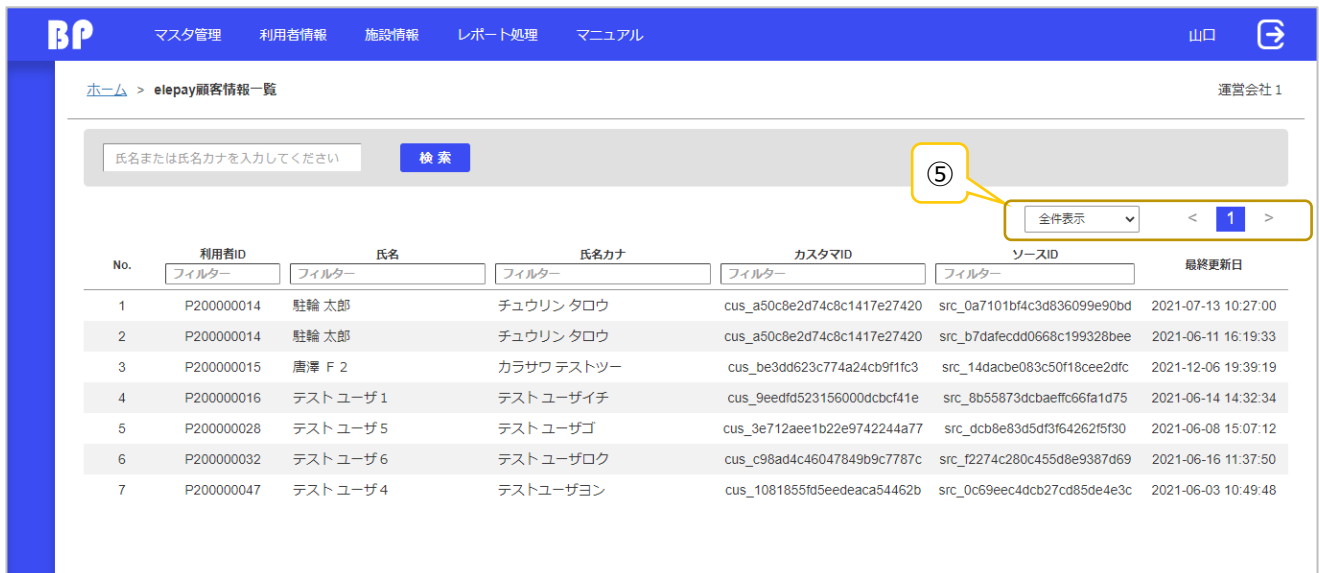 BP マスタ管理 利用者情報 施設情報 レポート処理 マニュアル 山口
ホーム > elepay顧客情報一覧 運営会社1
氏名または氏名カナを入力してください 検索
⑤
全件表示 < 1 >
No. 利用者ID 氏名 氏名カナ カスタマID ソースID 最終更新日
フィルター フィルター フィルター フィルター フィルター
1 P200000014 駐輪 太郎 チュウリン タロウ cus_a50c8e2d74c8c1417e27420 src_0a7101bf4c3d836099e90bd 2021-07-13 10:27:00
2 P200000014 駐輪 太郎 チュウリン タロウ cus_a50c8e2d74c8c1417e27420 src_b7dafecdd0668c199328bee 2021-06-11 16:19:33
3 P200000015 唐澤 F2 カラサワ テストツー cus_be3dd623c774a24cb9f1fc3 src_14dacbe083c50f18cee2dfc 2021-12-06 19:39:19
4 P200000016 テスト ユーザ1 テスト ユーザイチ cus_9eedfd523156000dcbcf41e src_8b55873dcbaeffc66fa1d75 2021-06-14 14:32:34
5 P200000028 テスト ユーザ5 テスト ユーザゴ cus_3e712aee1b22e9742244a77 src_dcb8e83d5df3f64262f5f30 2021-06-08 15:07:12
6 P200000032 テスト ユーザ6 テスト ユーザロク cus_c98ad4c46047849b9c7787c src_f2274c280c455d8e9387d69 2021-06-16 11:37:50
7 P200000047 テスト ユーザ4 テストユーザヨン cus_1081855fd5eedeaca54462b src_0c69eec4dcb27cd85de4e3c 2021-06-03 10:49:48